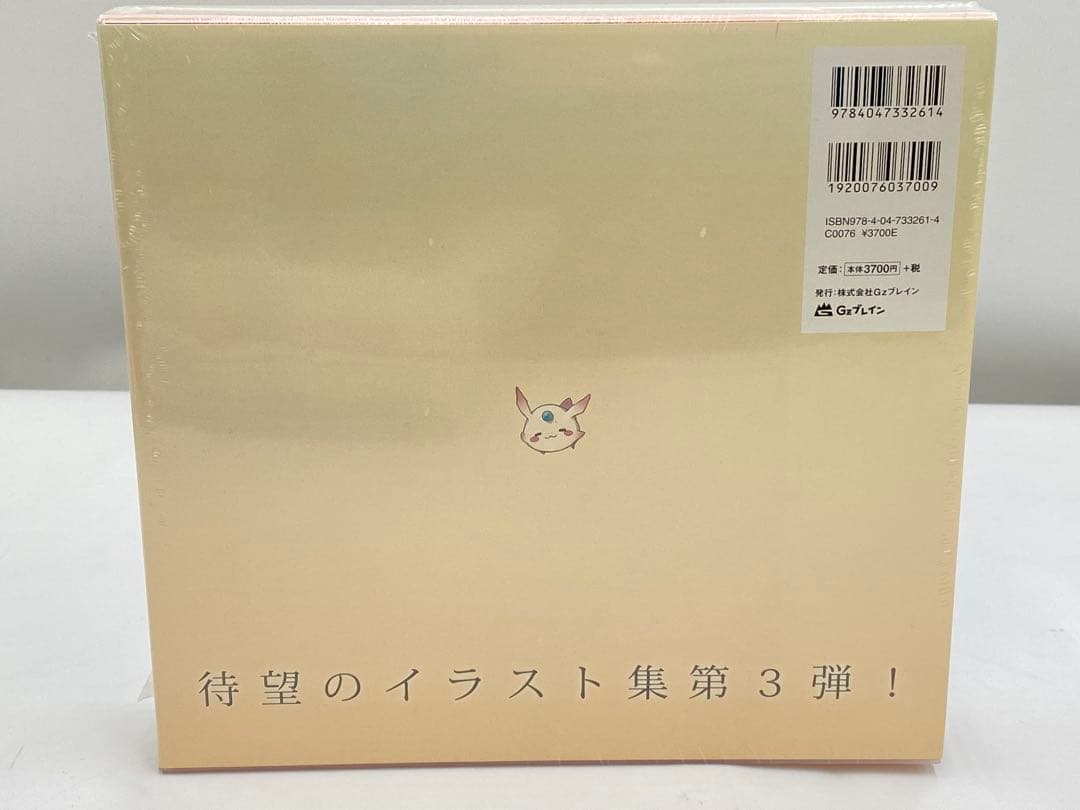 9784047332614
1920076037009
ISBN978-4-04-733261-4
C0076 ¥3700E
定価：本体3700円 +税
発行：株式会社Gzブレイン
Gzブレイン
待望のイラスト集第３弾！